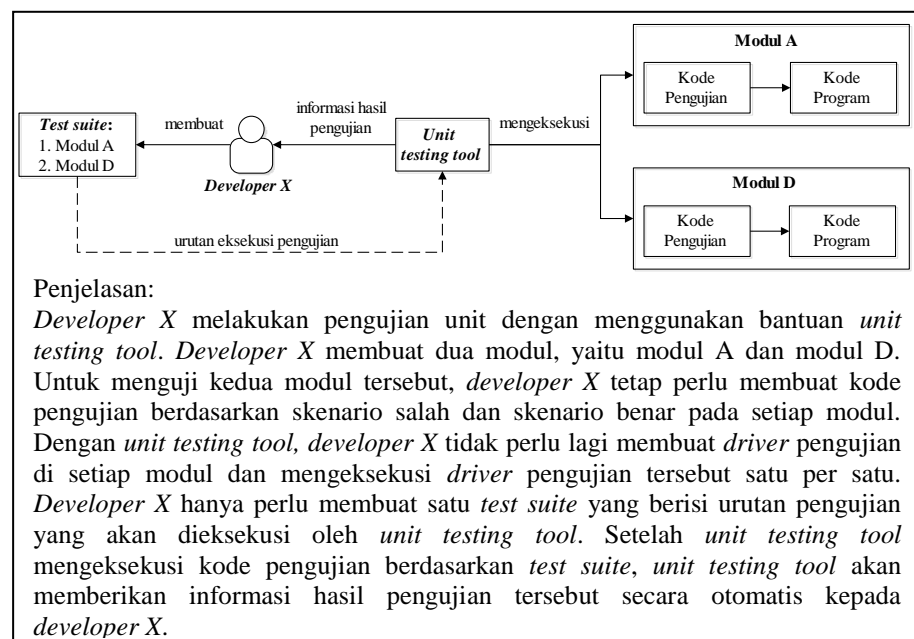 Test suite:
1. Modul A
2. Modul D
membuat
Developer X
informasi hasil
pengujian
Unit
testing tool
mengeksekusi
urutan eksekusi pengujian
Modul A
Kode
Pengujian
Kode
Program
Modul D
Kode
Pengujian
Kode
Program
Penjelasan:
Developer X melakukan pengujian unit dengan menggunakan bantuan unit
testing tool. Developer X membuat dua modul, yaitu modul A dan modul D.
Untuk menguji kedua modul tersebut, developer X tetap perlu membuat kode
pengujian berdasarkan skenario salah dan skenario benar pada setiap modul.
Dengan unit testing tool, developer X tidak perlu lagi membuat driver pengujian
di setiap modul dan mengeksekusi driver pengujian tersebut satu per satu.
Developer X hanya perlu membuat satu test suite yang berisi urutan pengujian
yang akan dieksekusi oleh unit testing tool. Setelah unit testing tool
mengeksekusi kode pengujian berdasarkan test suite, unit testing tool akan
memberikan informasi hasil pengujian tersebut secara otomatis kepada
developer X.